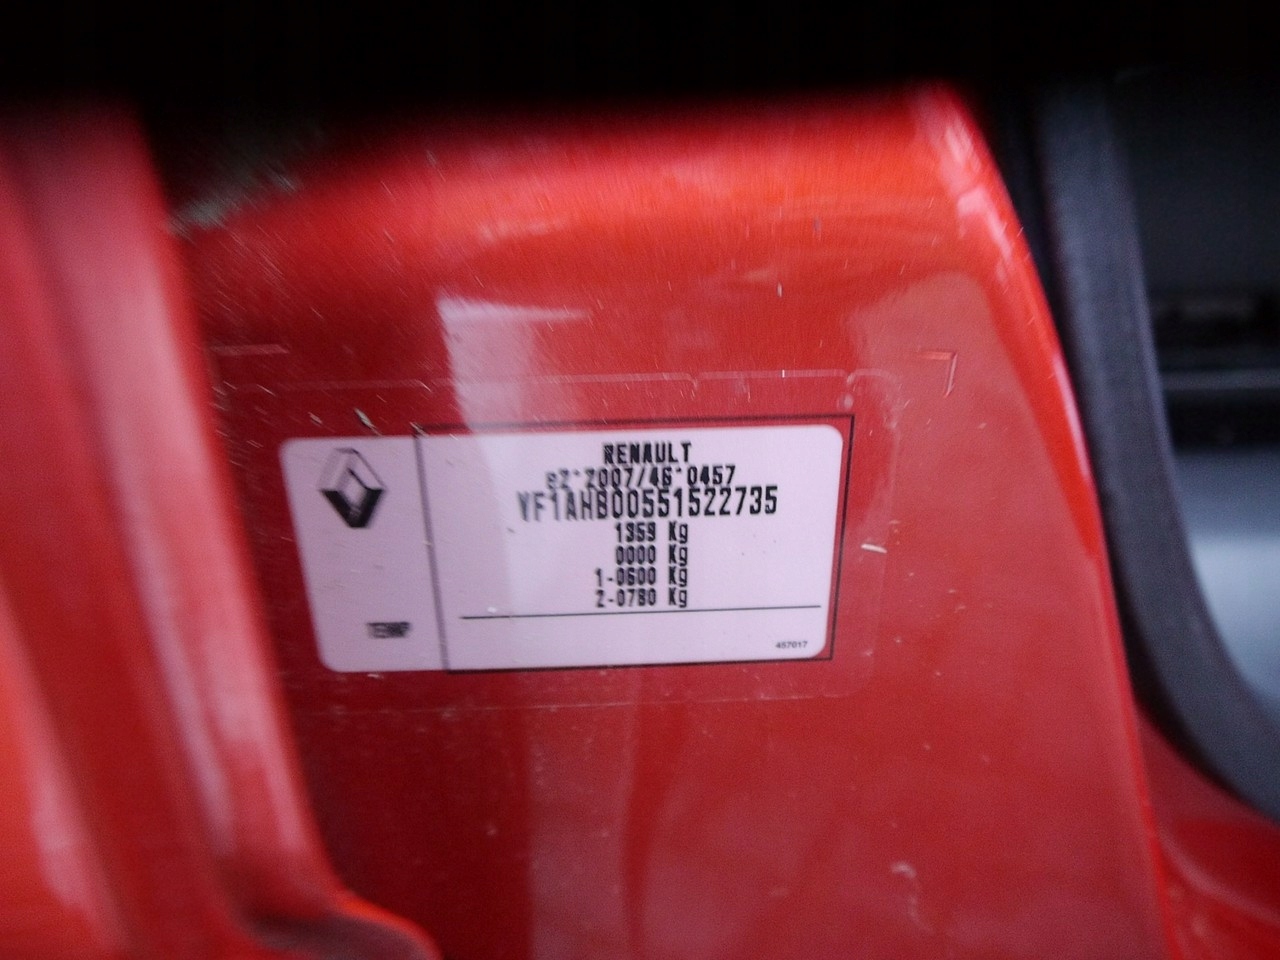 RENAULT
e2*2007/46*0457
VF1AHB00551522735
1359 Kg
0000 Kg
1-0600 Kg
2-0780 Kg
TEMP
457017